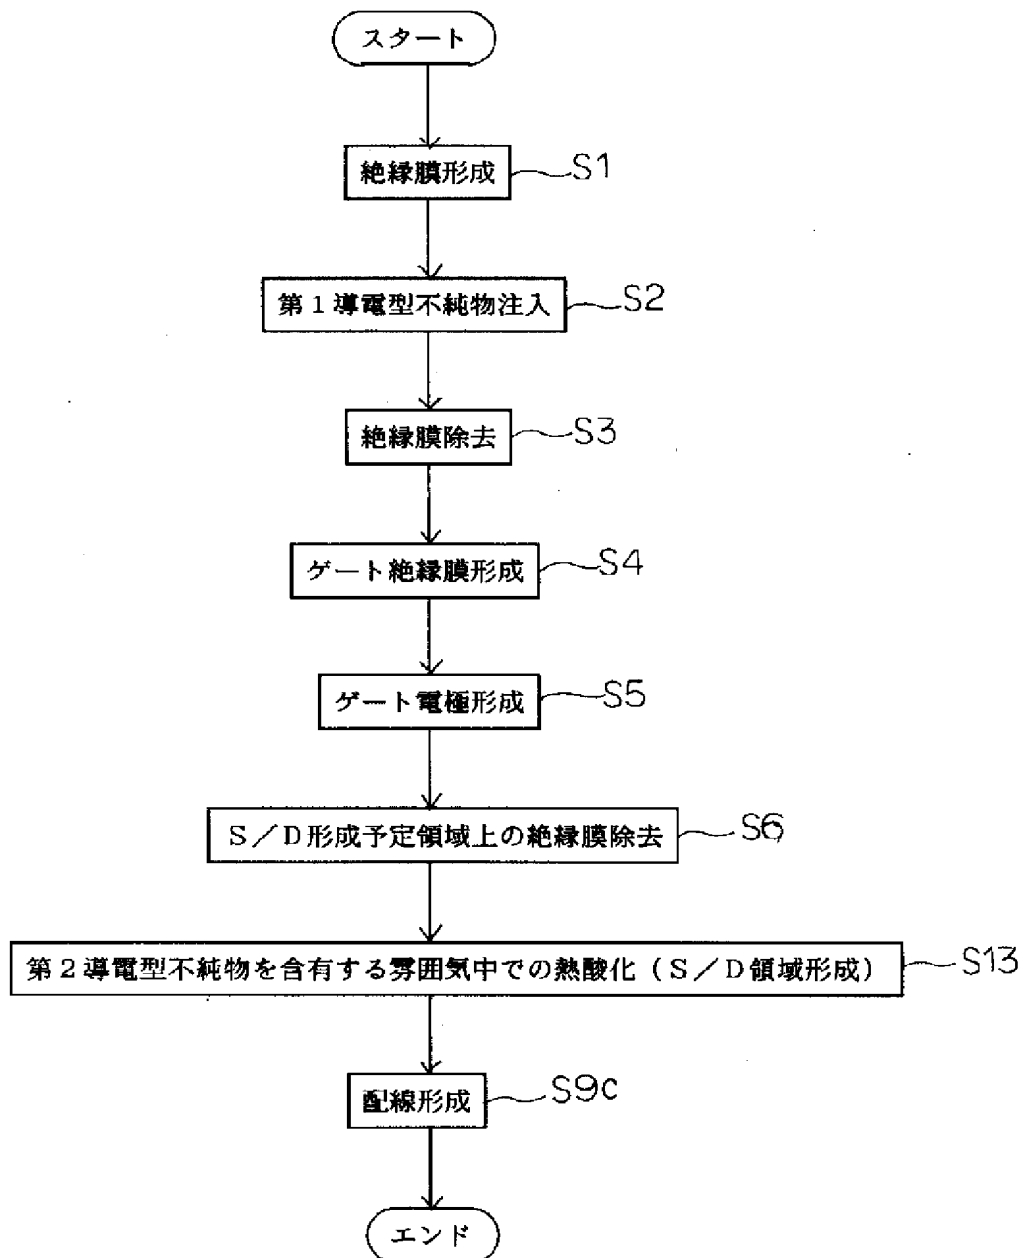 スタート
絶縁膜形成 S1
第1導電型不純物注入 S2
絶縁膜除去 S3
ゲート絶縁膜形成 S4
ゲート電極形成 S5
S/D形成予定領域上の絶縁膜除去 S6
第2導電型不純物を含有する雰囲気中での熱酸化(S/D領域形成) S13
配線形成 S9c
エンド